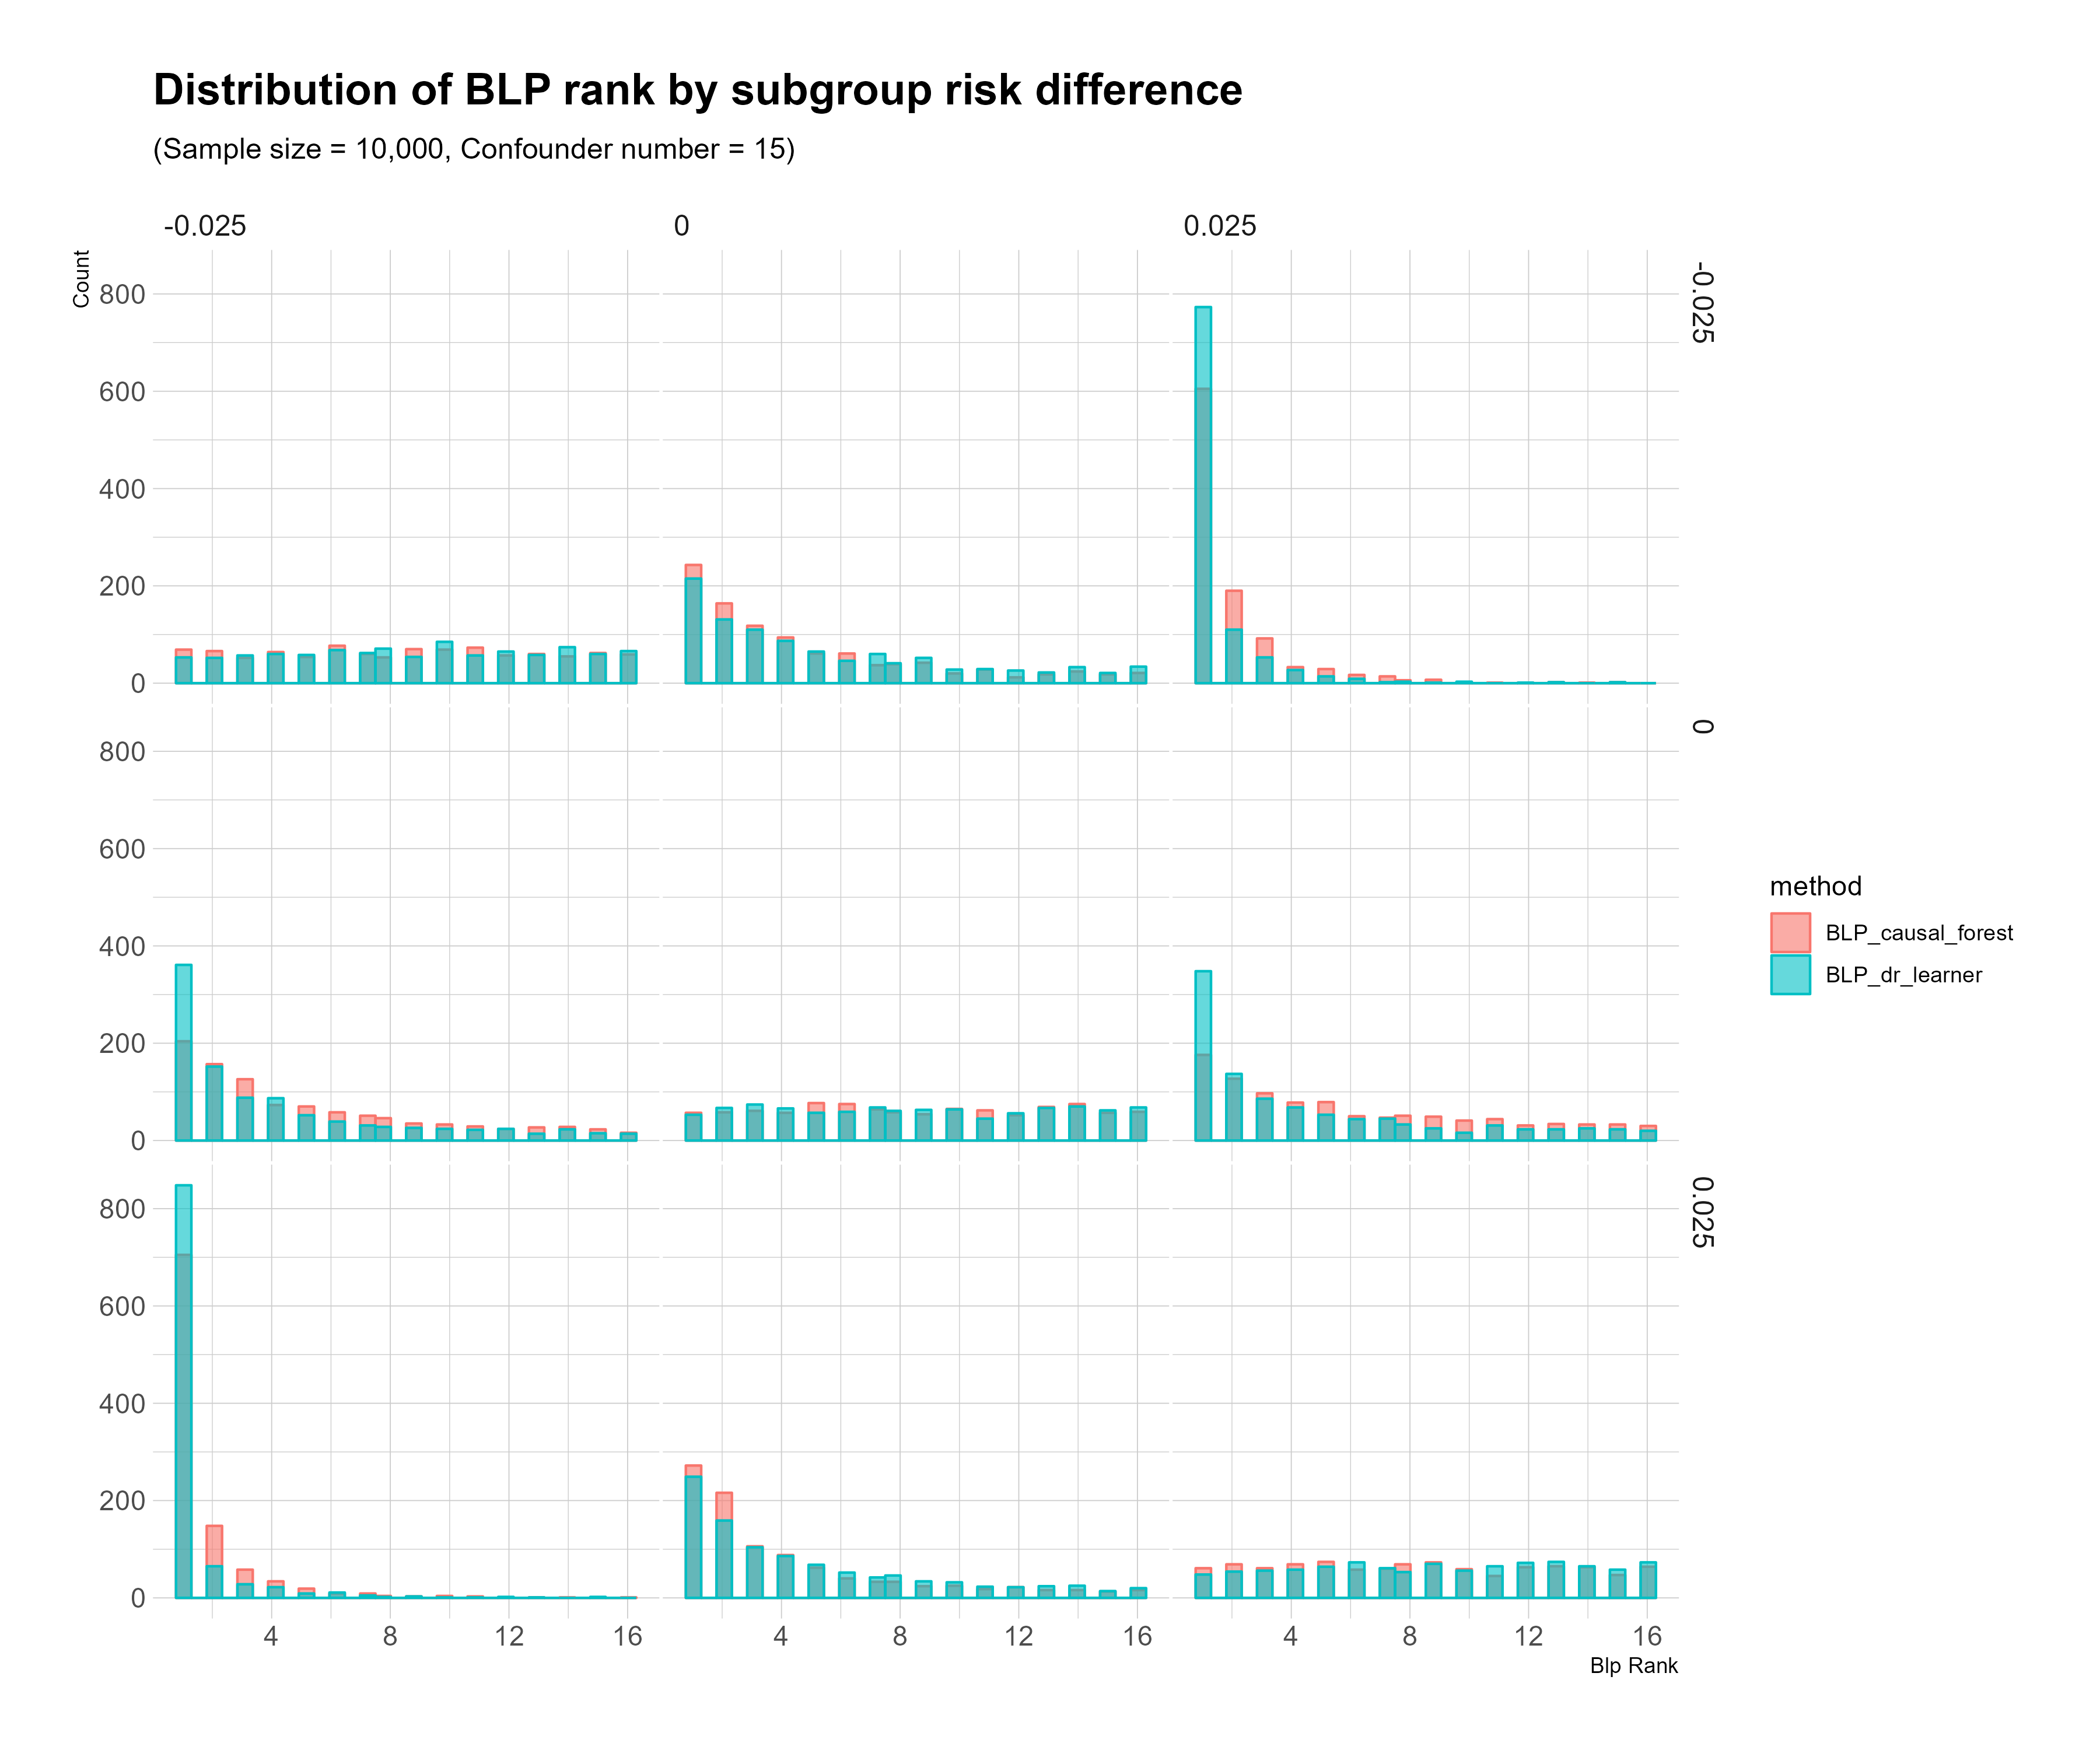 Distribution of BLP rank by subgroup risk difference
(Sample size = 10,000, Confounder number = 15)
-0.025 0 0.025
Count
800
600
400
200
0
-0.025
800
600
400
200
0
0
800
600
400
200
0
0.025
4 8 12 16 4 8 12 16 4 8 12 16
Blp Rank
method
BLP_causal_forest
BLP_dr_learner